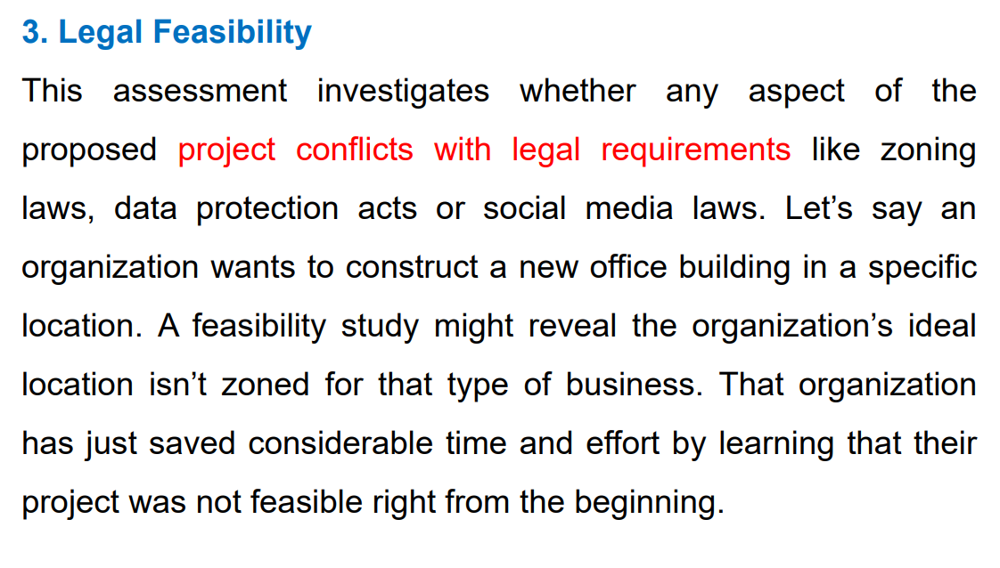 3. Legal Feasibility
This assessment investigates whether any aspect of the
proposed project conflicts with legal requirements like zoning
laws, data protection acts or social media laws. Let’s say an
organization wants to construct a new office building in a specific
location. A feasibility study might reveal the organization’s ideal
location isn’t zoned for that type of business. That organization
has just saved considerable time and effort by learning that their
project was not feasible right from the beginning.